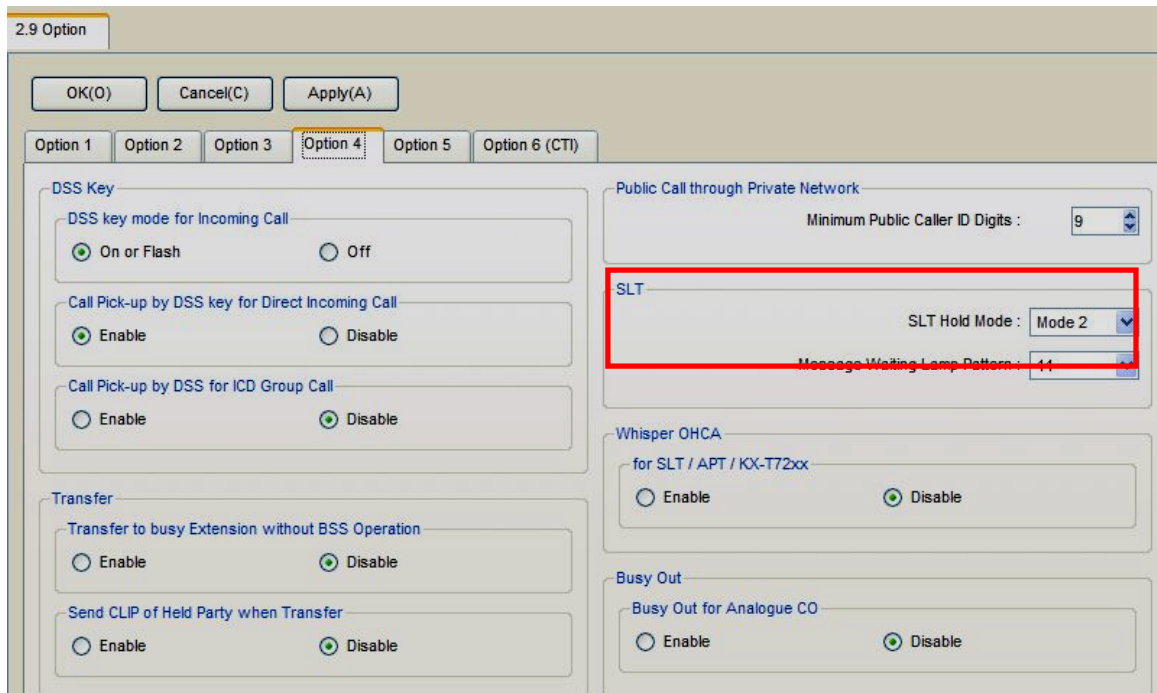 2.9 Option
OK(O) Cancel(C) Apply(A)
Option 1 Option 2 Option 3 Option 4 Option 5 Option 6 (CTI)
DSS Key
DSS key mode for Incoming Call
On or Flash Off
Call Pick-up by DSS key for Direct Incoming Call
Enable Disable
Call Pick-up by DSS for ICD Group Call
Enable Disable
Transfer
Transfer to busy Extension without BSS Operation
Enable Disable
Send CLIP of Held Party when Transfer
Enable Disable
Public Call through Private Network
Minimum Public Caller ID Digits : 9
SLT
SLT Hold Mode : Mode 2
Message Waiting Lamp Pattern : 11
Whisper OHCA
for SLT / APT / KX-T72xx
Enable Disable
Busy Out
Busy Out for Analogue CO
Enable Disable